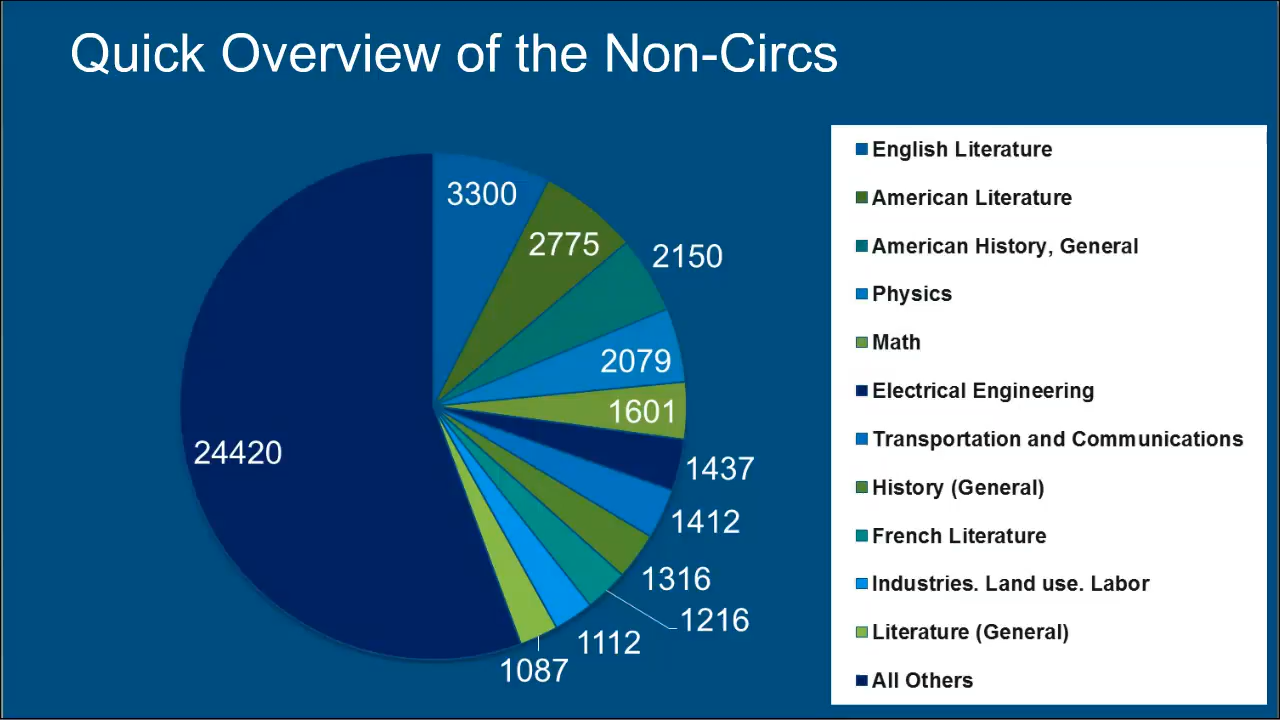 Quick Overview of the Non-Circs
3300
2775
2150
2079
1601
1437
1412
1316
1216
1112
1087
24420
English Literature
American Literature
American History, General
Physics
Math
Electrical Engineering
Transportation and Communications
History (General)
French Literature
Industries. Land use. Labor
Literature (General)
All Others